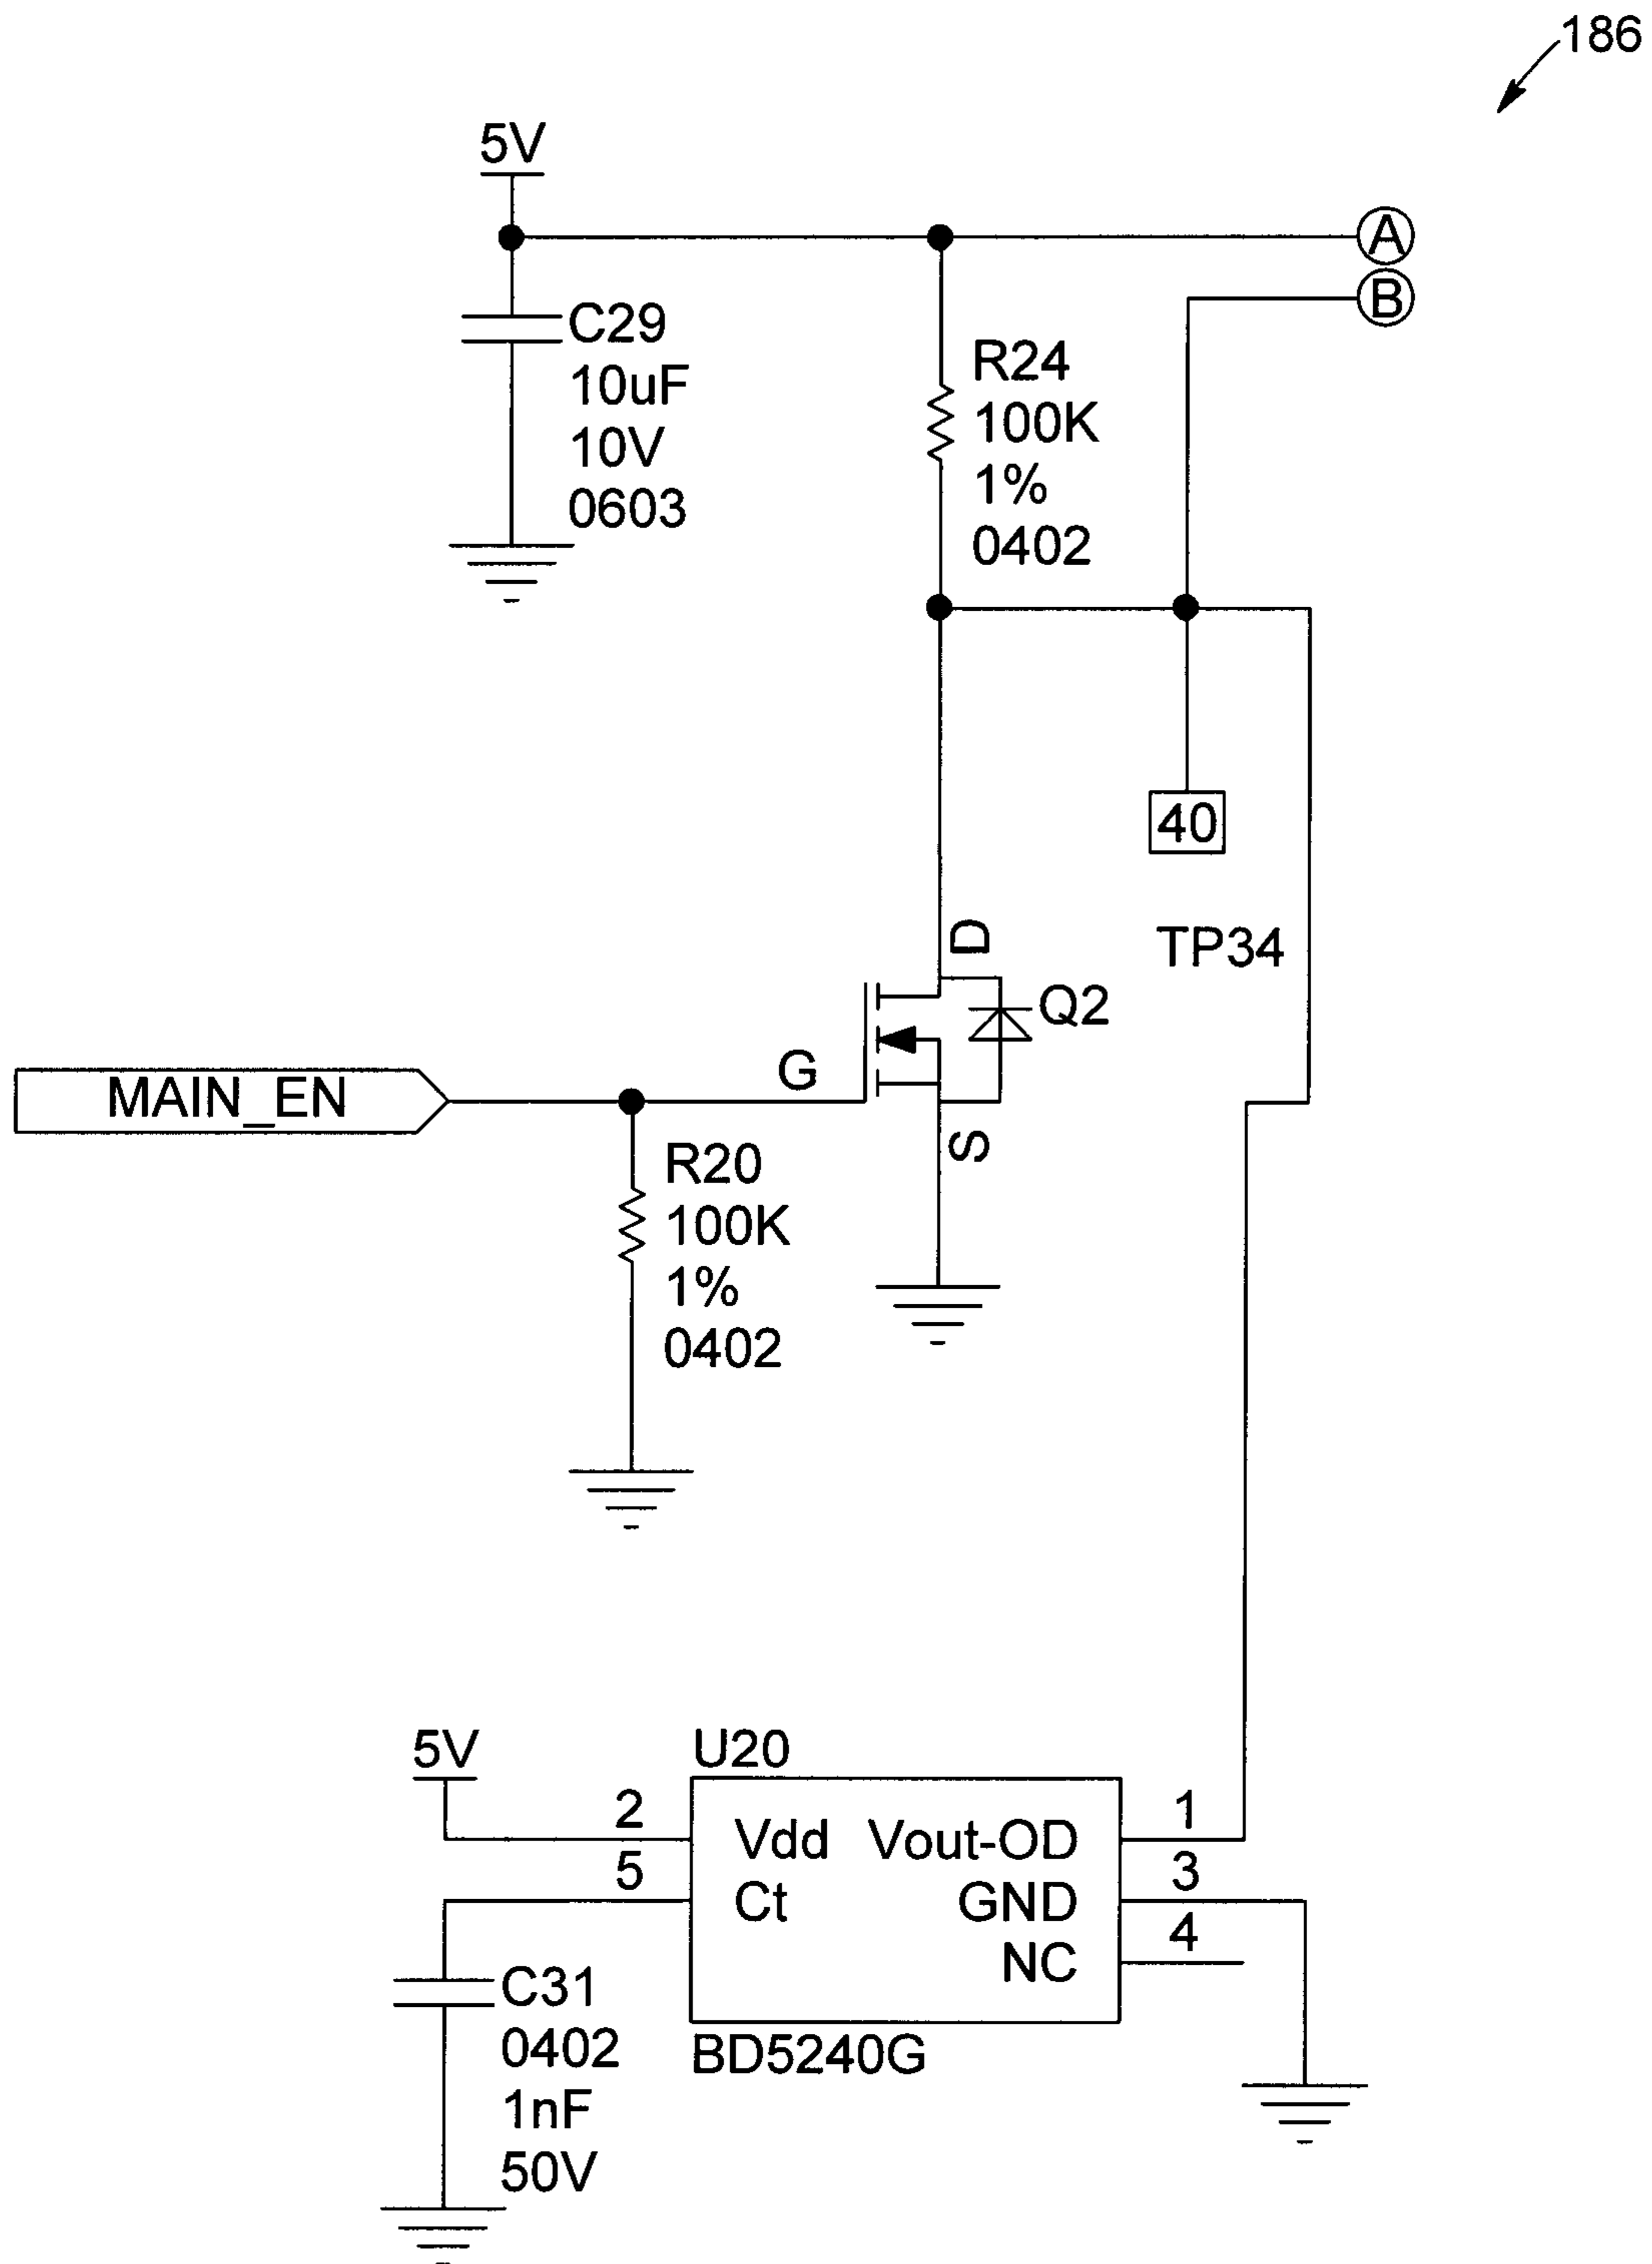 186
5V
A
B
C29
10uF
10V
0603
R24
100K
1%
0402
40
TP34
D
Q2
G
MAIN_EN
S
R20
100K
1%
0402
5V
U20
2
Vdd
Vout-OD
1
5
Ct
GND
3
NC
4
C31
0402
1nF
50V
BD5240G